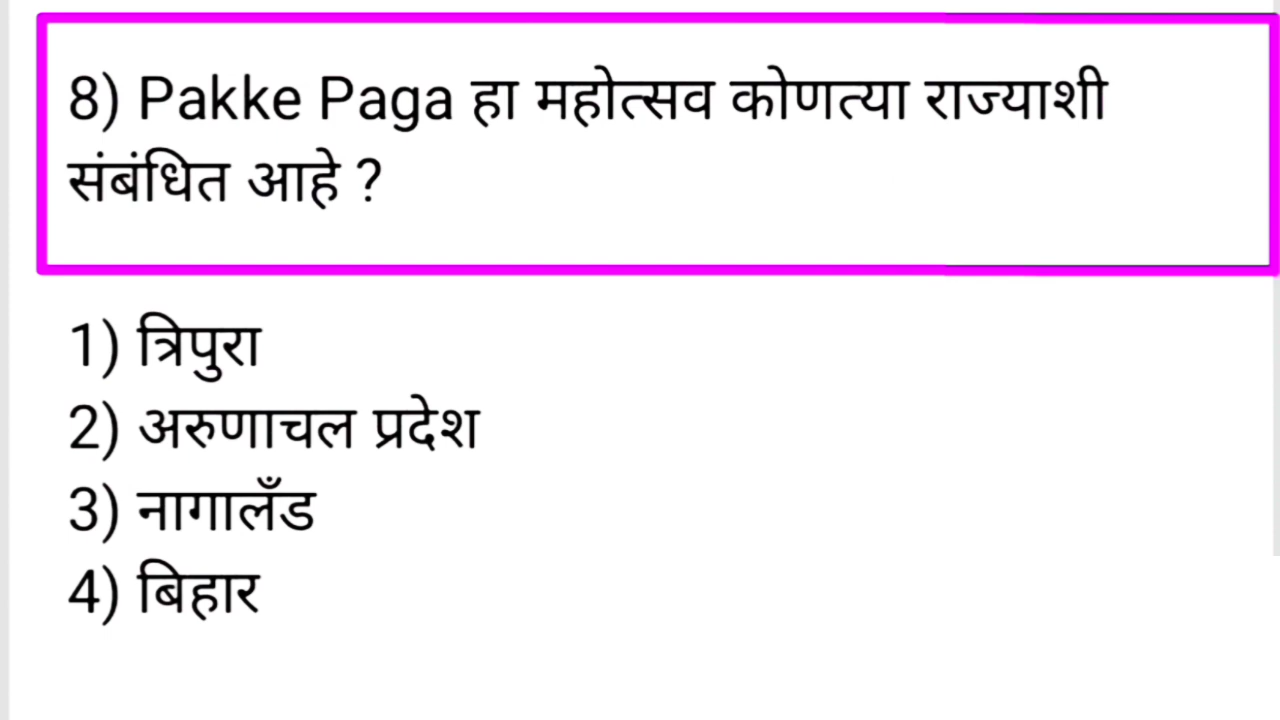 8) Pakke Paga हा महोत्सव कोणत्या राज्याशी
संबंधित आहे ?
1) त्रिपुरा
2) अरुणाचल प्रदेश
3) नागालँड
4) बिहार